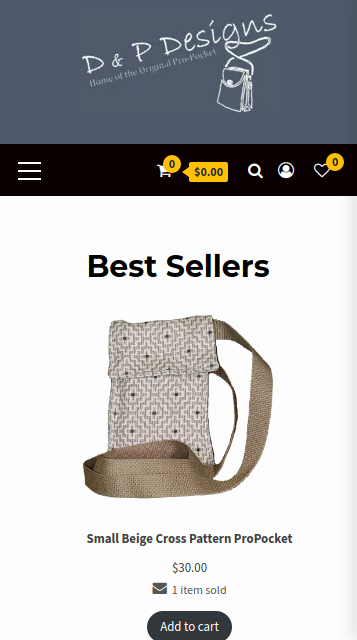 D & P Designs
Home of the Original Pro-Pocket
0
$0.00
0
Best Sellers
Small Beige Cross Pattern ProPocket
$30.00
1 item sold
Add to cart